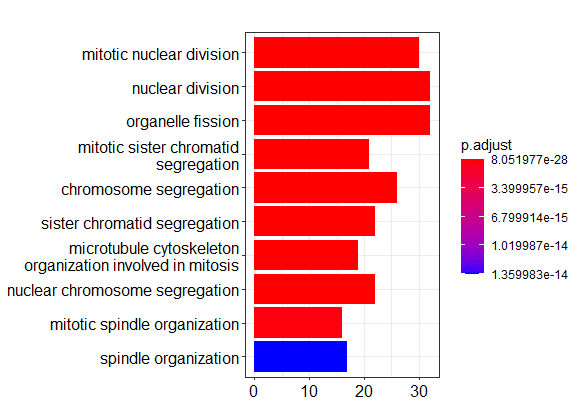 mitotic nuclear division
nuclear division
organelle fission
mitotic sister chromatid
segregation
chromosome segregation
sister chromatid segregation
microtubule cytoskeleton
organization involved in mitosis
nuclear chromosome segregation
mitotic spindle organization
spindle organization
0 10 20 30
p.adjust
8.051977e-28
3.399957e-15
6.799914e-15
1.019987e-14
1.359983e-14